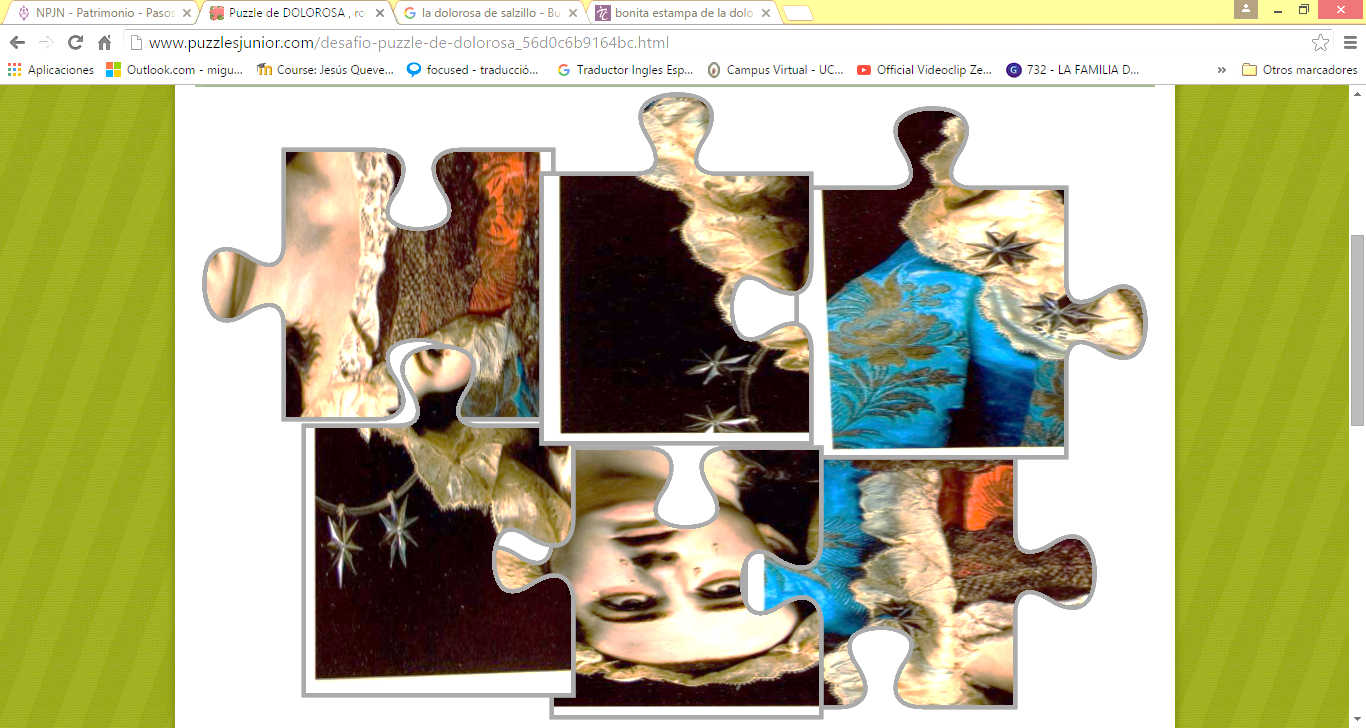 NPJN - Patrimonio - Pasos
Puzzle de DOLOROSA , ro
la dolorosa de salzillo - Bu
bonita estampa de la dolo
www.puzzlesjunior.com/desafio-puzzle-de-dolorosa_56d0c6b9164bc.html
Aplicaciones
Outlook.com - migu...
Course: Jesús Queve...
focused - traducció...
Traductor Ingles Esp...
Campus Virtual - UC...
Official Videoclip Ze...
732 - LA FAMILIA D...
» Otros marcadores